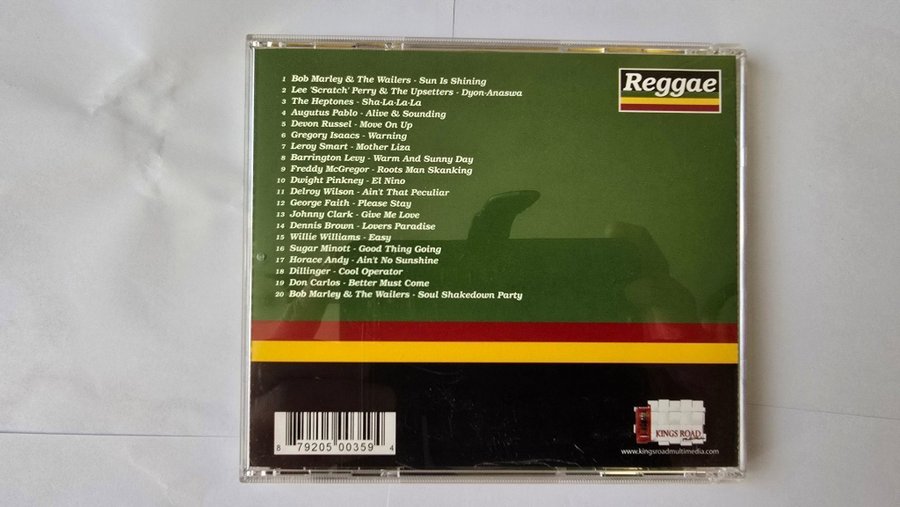 Reggae
1 Bob Marley & The Wailers - Sun Is Shining
2 Lee 'Scratch' Perry & The Upsetters - Dyon-Anaswa
3 The Heptones - Sha-La-La-La
4 Augutus Pablo - Alive & Sounding
5 Devon Russel - Move On Up
6 Gregory Isaacs - Warning
7 Leroy Smart - Mother Liza
8 Barrington Levy - Warm And Sunny Day
9 Freddy McGregor - Roots Man Skanking
10 Dwight Pinkney - El Nino
11 Delroy Wilson - Ain't That Peculiar
12 George Faith - Please Stay
13 Johnny Clark - Give Me Love
14 Dennis Brown - Lovers Paradise
15 Willie Williams - Easy
16 Sugar Minott - Good Thing Going
17 Horace Andy - Ain't No Sunshine
18 Dillinger - Cool Operator
19 Don Carlos - Better Must Come
20 Bob Marley & The Wailers - Soul Shakedown Party
8 79205 00359 4
KINGS ROAD
www.kingsroadmultimedia.com